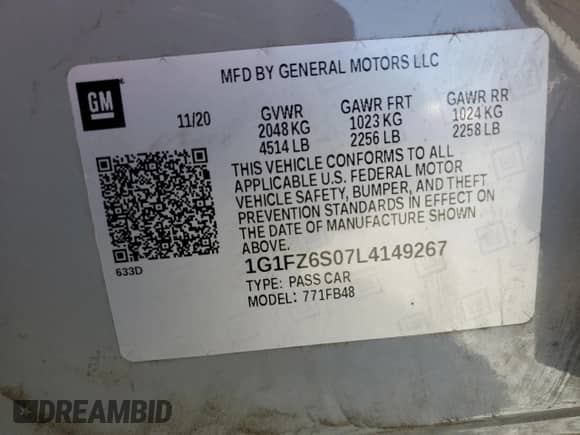 GM
MFD BY GENERAL MOTORS LLC
11/20
GVWR GAWR FRT GAWR RR
2048 KG 1023 KG 1024 KG
4514 LB 2256 LB 2258 LB
THIS VEHICLE CONFORMS TO ALL
APPLICABLE U.S. FEDERAL MOTOR
VEHICLE SAFETY, BUMPER, AND THEFT
PREVENTION STANDARDS IN EFFECT ON
THE DATE OF MANUFACTURE SHOWN
ABOVE.
633D
1G1FZ6S07L4149267
TYPE: PASS CAR
MODEL: 771FB48
DREAMBID